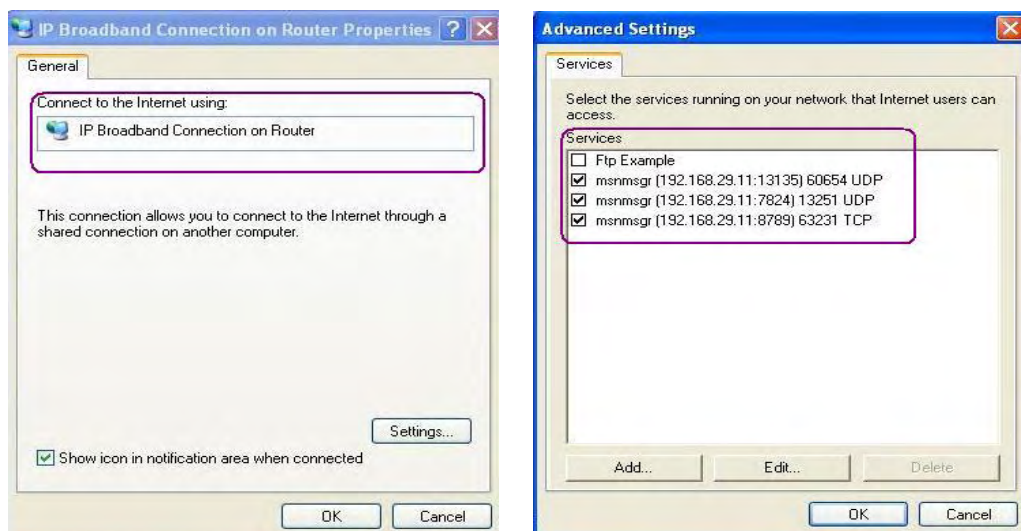 IP Broadband Connection on Router Properties
General
Connect to the Internet using:
IP Broadband Connection on Router
This connection allows you to connect to the Internet through a
shared connection on another computer.
Settings...
Show icon in notification area when connected
OK
Cancel
Advanced Settings
Services
Select the services running on your network that Internet users can
access.
Services
Ftp Example
msnmsgr (192.168.29.11:13135) 60654 UDP
msnmsgr (192.168.29.11:7824) 13251 UDP
msnmsgr (192.168.29.11:8789) 63231 TCP
Add...
Edit...
Delete
OK
Cancel